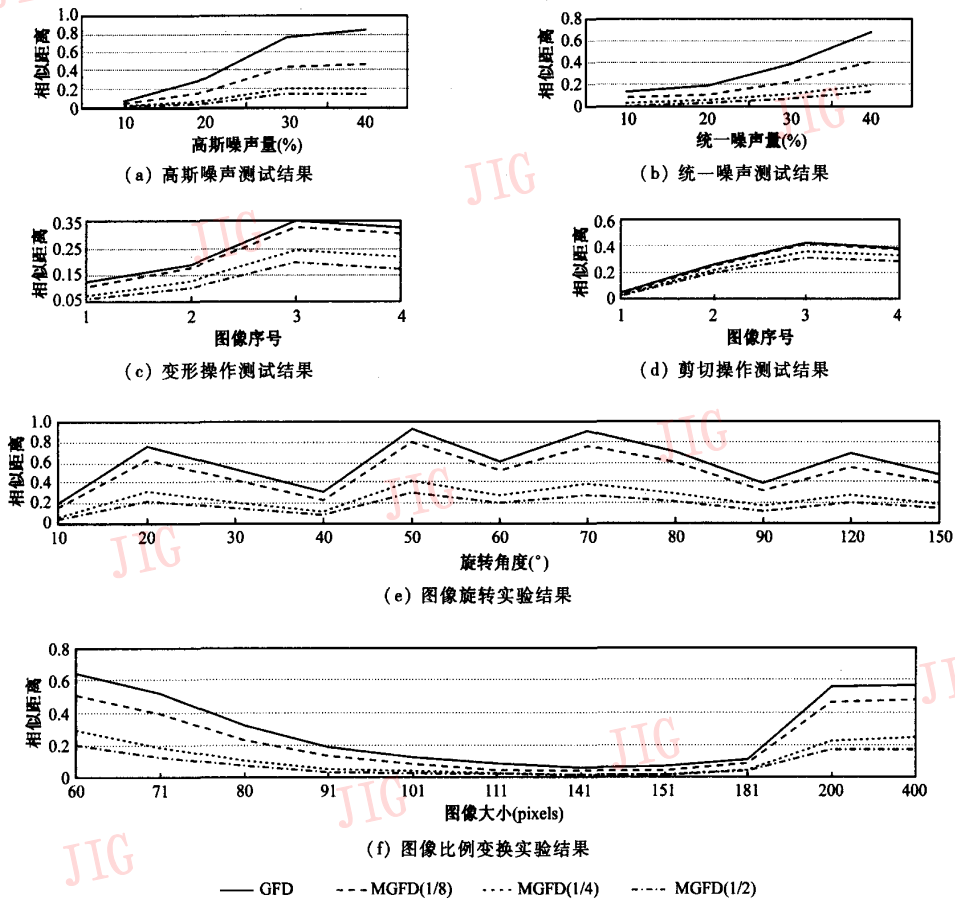 1.0
0.8
0.6
0.4
0.2
0
相似距离
10 20 30 40
高斯噪声量(%)
(a) 高斯噪声测试结果
0.8
0.6
0.4
0.2
0
相似距离
10 20 30 40
统一噪声量(%)
(b) 统一噪声测试结果
0.35
0.25
0.15
0.05
相似距离
1 2 3 4
图像序号
(c) 变形操作测试结果
0.6
0.4
0.2
0
相似距离
1 2 3 4
图像序号
(d) 剪切操作测试结果
1.0
0.8
0.6
0.4
0.2
0
相似距离
10 20 30 40 50 60 70 80 90 120 150
旋转角度(°)
(e) 图像旋转实验结果
0.8
0.6
0.4
0.2
0
相似距离
60 71 80 91 101 111 141 151 181 200 400
图像大小(pixels)
(f) 图像比例变换实验结果
GFD MGFD(1/8) MGFD(1/4) MGFD(1/2)
JIG
JIG
JIG
JIG
JIG
JIG
JIG
JIG
JIG
JIG